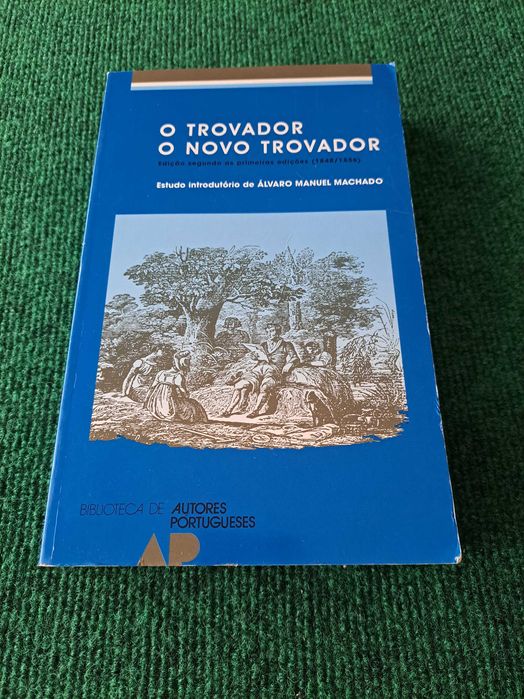 O TROVADOR
O NOVO TROVADOR
Edição segundo as primeiras edições (1848/1856)
Estudo introdutório de ÁLVARO MANUEL MACHADO
BIBLIOTECA DE AUTORES
PORTUGUESES
AP